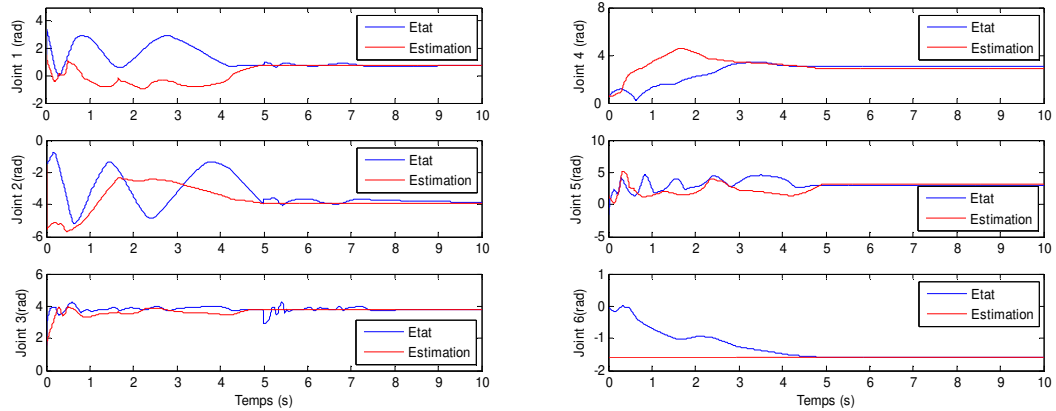 4
2
0
-2
Joint 1 (rad)
Etat
Estimation
0 1 2 3 4 5 6 7 8 9 10
0
-2
-4
-6
Joint 2 (rad)
Etat
Estimation
0 1 2 3 4 5 6 7 8 9 10
6
4
2
0
Joint 3(rad)
Etat
Estimation
0 1 2 3 4 5 6 7 8 9 10
Temps (s)
8
4
0
Joint 4 (rad)
Etat
Estimation
0 1 2 3 4 5 6 7 8 9 10
10
5
0
-5
Joint 5 (rad)
Etat
Estimation
0 1 2 3 4 5 6 7 8 9 10
1
0
-1
-2
Joint 6(rad)
Etat
Estimation
0 1 2 3 4 5 6 7 8 9 10
Temps (s)